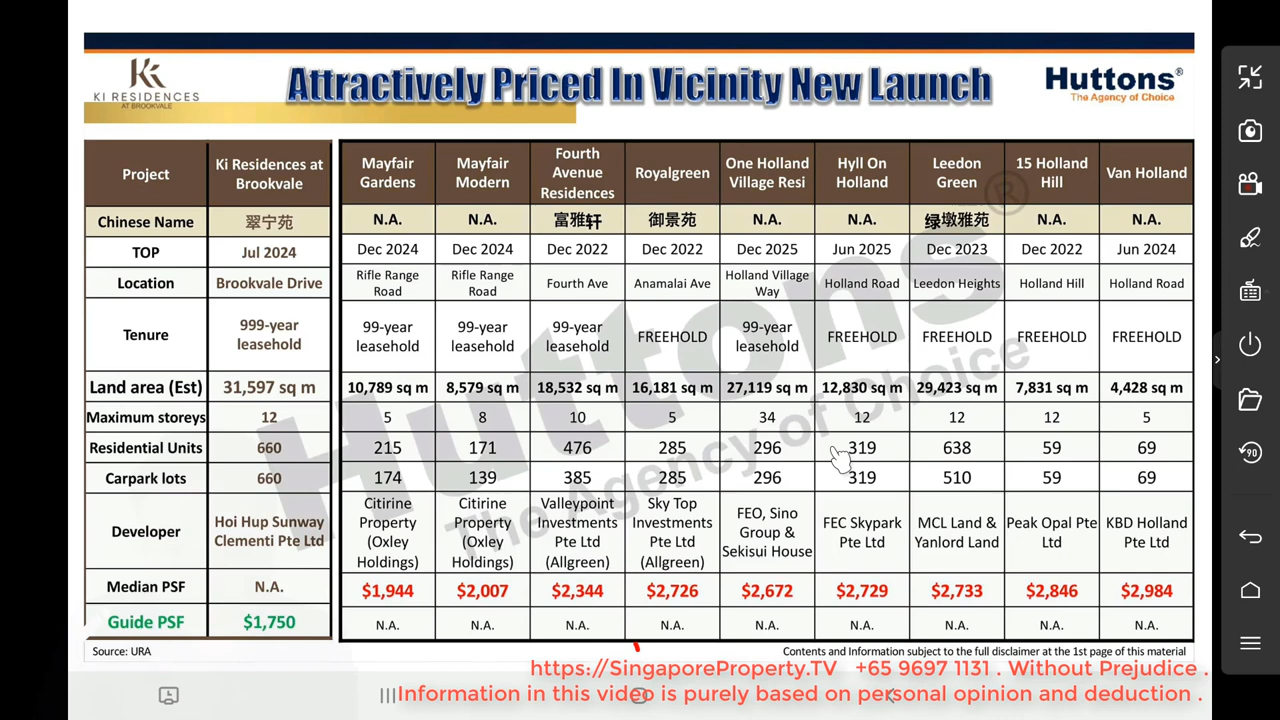 KI RESIDENCES
AT BROOKVALE
Attractively Priced In Vicinity New Launch
Huttons®
The Agency of Choice
Project
Ki Residences at
Brookvale
Mayfair
Gardens
Mayfair
Modern
Fourth
Avenue
Residences
Royalgreen
One Holland
Village Resi
Hyll On
Holland
Leedon
Green
15 Holland
Hill
Van Holland
Chinese Name
翠宁苑
N.A.
N.A.
富雅轩
御景苑
N.A.
N.A.
绿墩雅苑
N.A.
N.A.
TOP
Jul 2024
Dec 2024
Dec 2024
Dec 2022
Dec 2022
Dec 2025
Jun 2025
Dec 2023
Dec 2022
Jun 2024
Location
Brookvale Drive
Rifle Range
Road
Rifle Range
Road
Fourth Ave
Anamalai Ave
Holland Village
Way
Holland Road
Leedon Heights
Holland Hill
Holland Road
Tenure
999-year
leasehold
99-year
leasehold
99-year
leasehold
99-year
leasehold
FREEHOLD
99-year
leasehold
FREEHOLD
FREEHOLD
FREEHOLD
FREEHOLD
Land area (Est)
31,597 sq m
10,789 sq m
8,579 sq m
18,532 sq m
16,181 sq m
27,119 sq m
12,830 sq m
29,423 sq m
7,831 sq m
4,428 sq m
Maximum storeys
12
5
8
10
5
34
12
12
12
5
Residential Units
660
215
171
476
285
296
319
638
59
69
Carpark lots
660
174
139
385
285
296
319
510
59
69
Developer
Hoi Hup Sunway
Clementi Pte Ltd
Citirine
Property
(Oxley
Holdings)
Citirine
Property
(Oxley
Holdings)
Valleypoint
Investments
Pte Ltd
(Allgreen)
Sky Top
Investments
Pte Ltd
(Allgreen)
FEO, Sino
Group &
Sekisui House
FEC Skypark
Pte Ltd
MCL Land &
Yanlord Land
Peak Opal Pte
Ltd
KBD Holland
Pte Ltd
Median PSF
N.A.
$1,944
$2,007
$2,344
$2,726
$2,672
$2,729
$2,733
$2,846
$2,984
Guide PSF
$1,750
N.A.
N.A.
N.A.
N.A.
N.A.
N.A.
N.A.
N.A.
N.A.
Huttons®
The Agency of Choice
Source: URA
Contents and Information subject to the full disclaimer at the 1st page of this material
https://SingaporeProperty.TV +65 9697 1131 . Without Prejudice .
Information in this video is purely based on personal opinion and deduction .
90